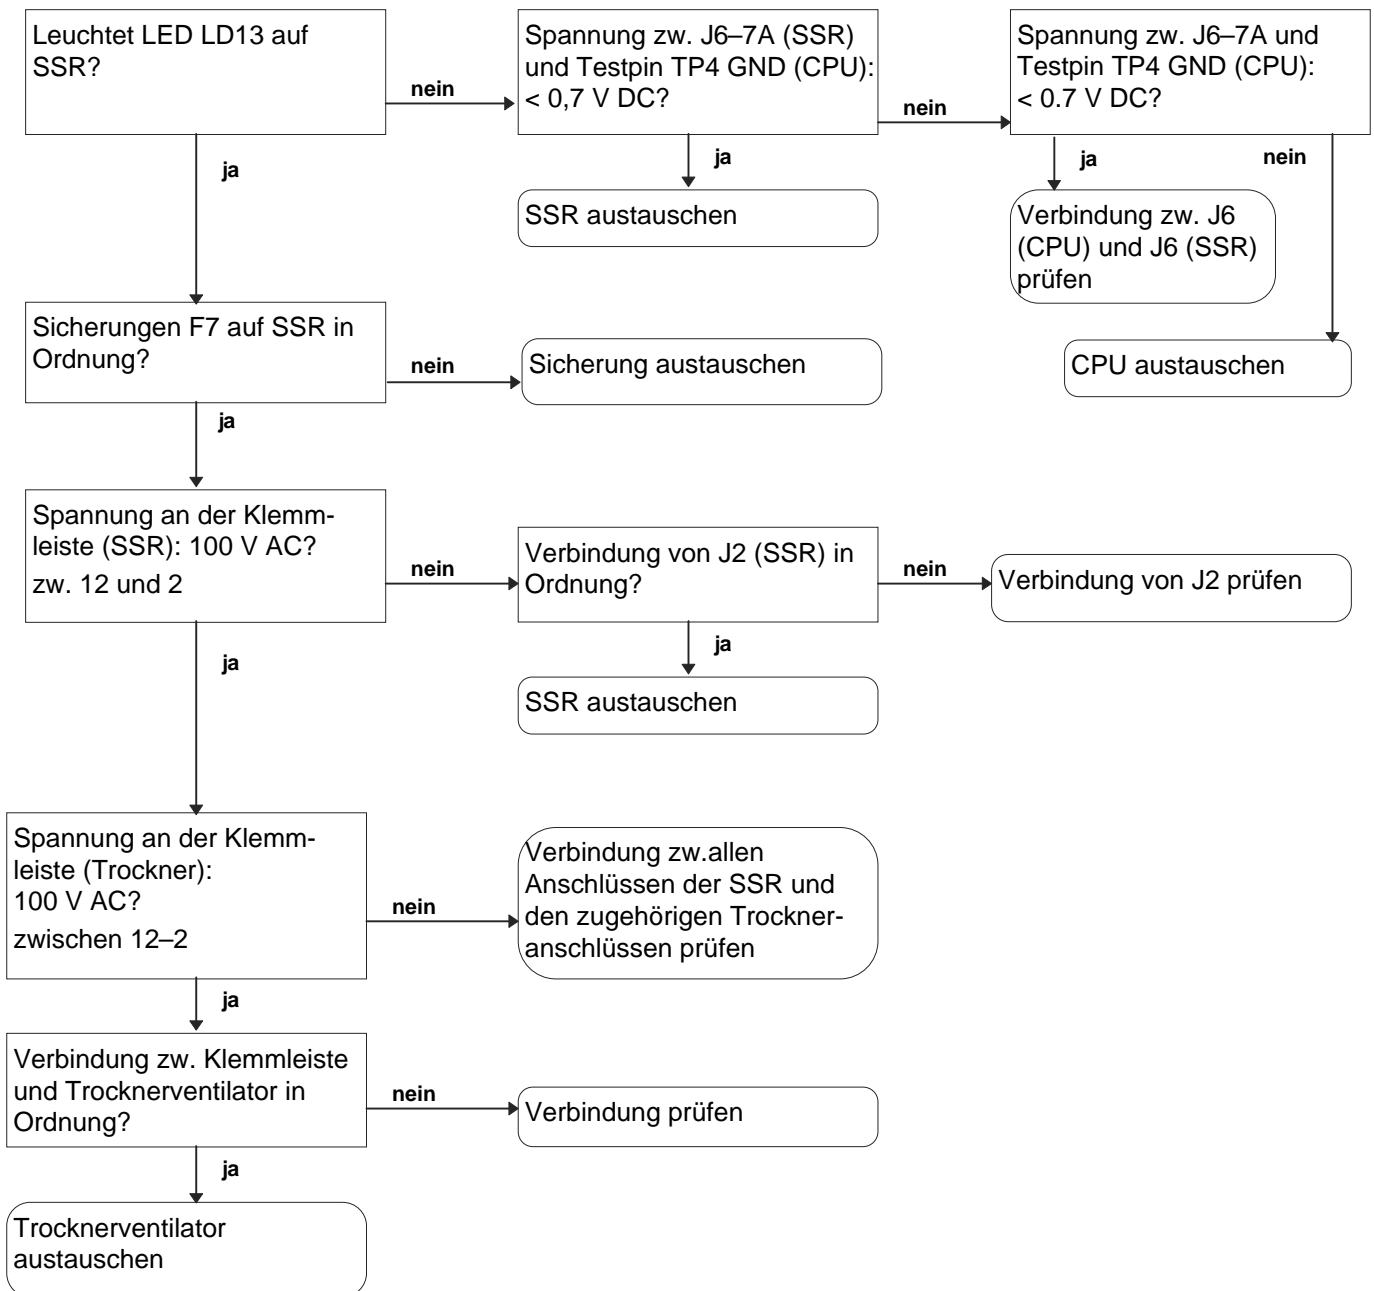 Leuchtet LED LD13 auf
SSR?
nein
Spannung zw. J6–7A (SSR)
und Testpin TP4 GND (CPU):
< 0,7 V DC?
nein
Spannung zw. J6–7A und
Testpin TP4 GND (CPU):
< 0.7 V DC?
ja
ja
ja
nein
SSR austauschen
Verbindung zw. J6
(CPU) und J6 (SSR)
prüfen
Sicherungen F7 auf SSR in
Ordnung?
nein
Sicherung austauschen
CPU austauschen
ja
Spannung an der Klemm-
leiste (SSR): 100 V AC?
zw. 12 und 2
nein
Verbindung von J2 (SSR) in
Ordnung?
nein
Verbindung von J2 prüfen
ja
ja
SSR austauschen
Spannung an der Klemm-
leiste (Trockner):
100 V AC?
zwischen 12–2
nein
Verbindung zw.allen
Anschlüssen der SSR und
den zugehörigen Trockner-
anschlüssen prüfen
ja
Verbindung zw. Klemmleiste
und Trocknerventilator in
Ordnung?
nein
Verbindung prüfen
ja
Trocknerventilator
austauschen